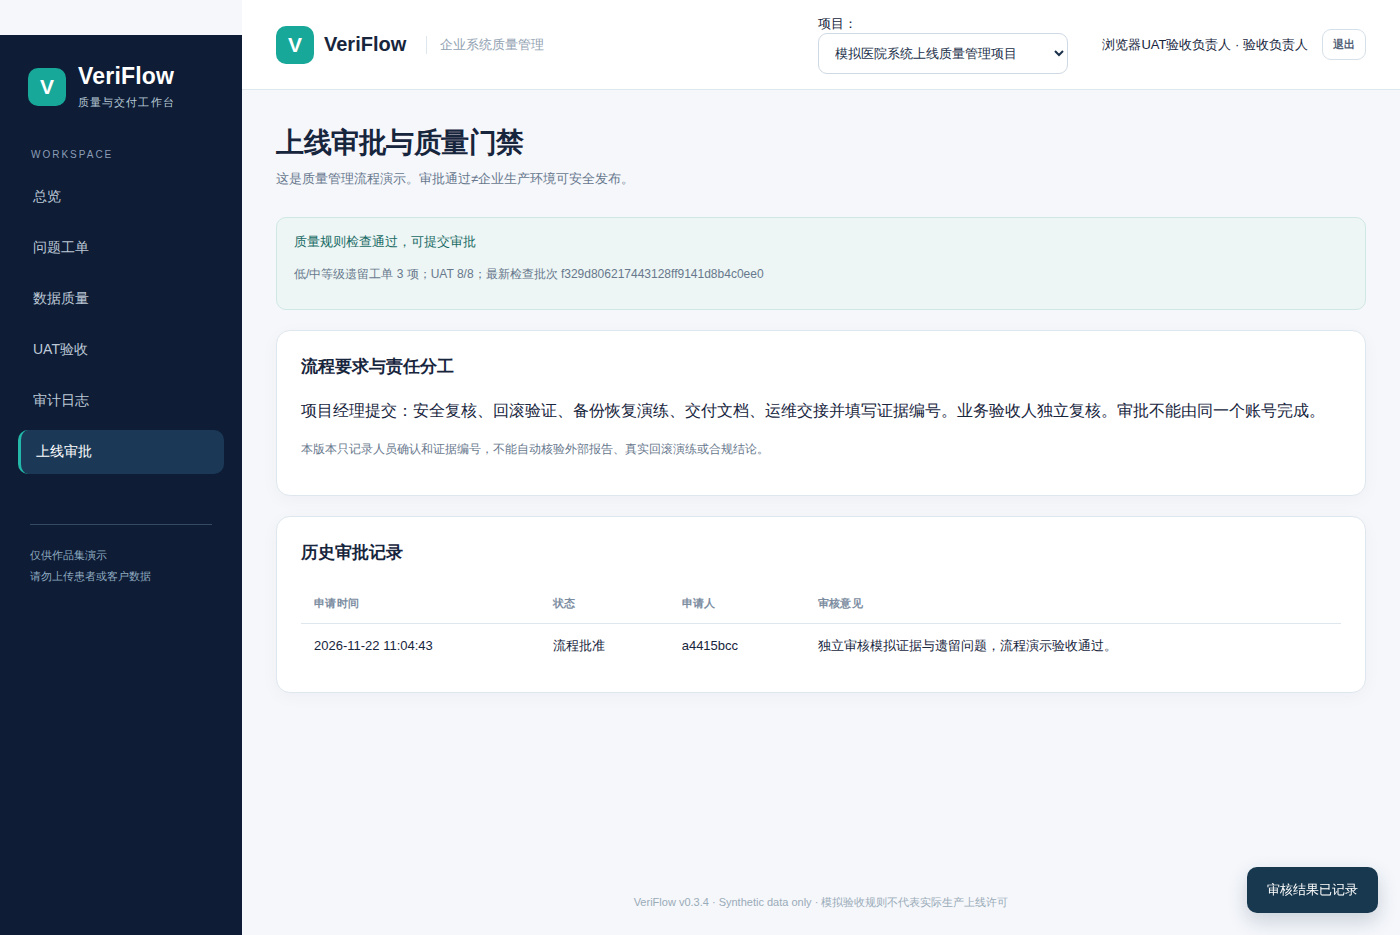 V
VeriFlow
质量与交付工作台
WORKSPACE
总览
问题工单
数据质量
UAT验收
审计日志
上线审批
仅供作品集演示
请勿上传患者或客户数据
V
VeriFlow
企业系统质量管理
项目：
模拟医院系统上线质量管理项目
浏览器UAT验收负责人 · 验收负责人
退出
上线审批与质量门禁
这是质量管理流程演示。审批通过≠企业生产环境可安全发布。
质量规则检查通过，可提交审批
低/中等级遗留工单 3 项；UAT 8/8；最新检查批次 f329d806217443128ff9141d8b4c0ee0
流程要求与责任分工
项目经理提交：安全复核、回滚验证、备份恢复演练、交付文档、运维交接并填写证据编号。业务验收人独立复核。审批不能由同一个账号完成。
本版本只记录人员确认和证据编号，不能自动核验外部报告、真实回滚演练或合规结论。
历史审批记录
申请时间 状态 申请人 审核意见
2026-11-22 11:04:43 流程批准 a4415bcc 独立审核模拟证据与遗留问题，流程演示验收通过。
VeriFlow v0.3.4 · Synthetic data only · 模拟验收规则不代表实际生产上线许可
审核结果已记录